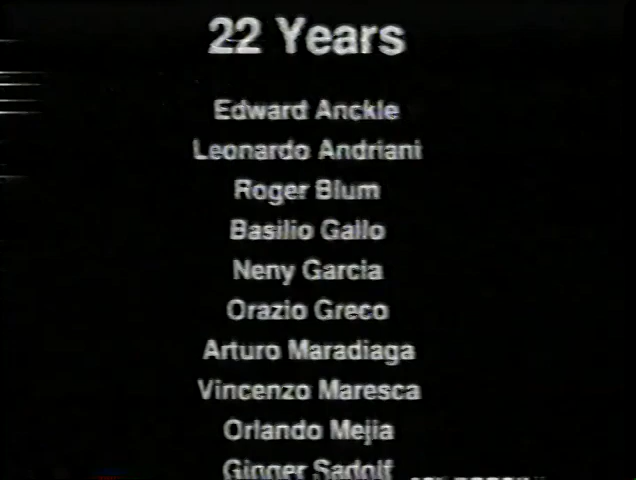 22 Years
Edward Anckle
Leonardo Andriani
Roger Blum
Basilio Gallo
Neny Garcia
Orazio Greco
Arturo Maradiaga
Vincenzo Maresca
Orlando Mejia
Ginger Sadolf